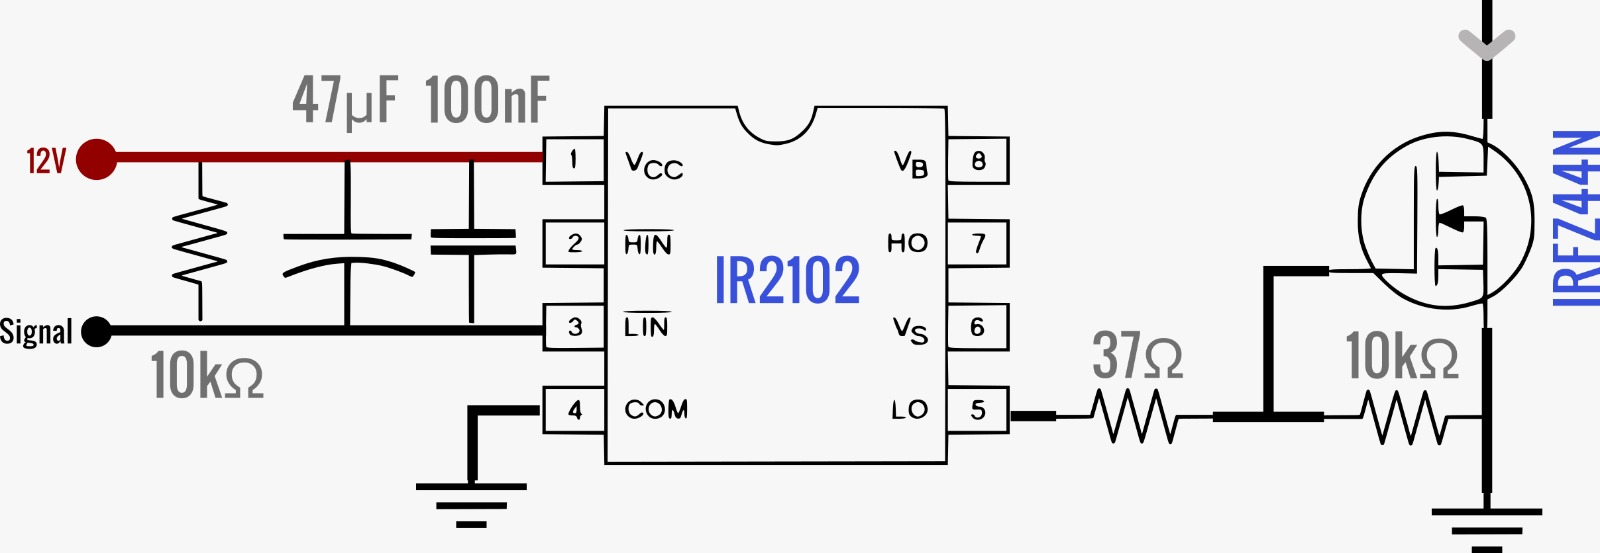 47μF 100nF
12V
1 VCC
VB 8
2 HIN
HO 7
IR2102
IRFZ44N
Signal
3 LIN
VS 6
10kΩ
37Ω
10kΩ
4 COM
LO 5